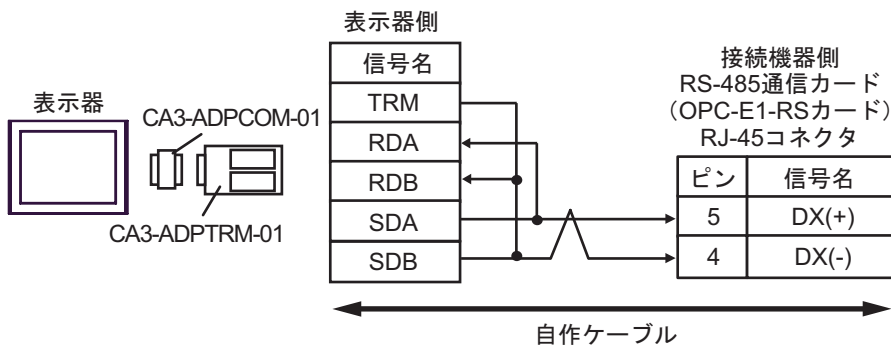 表示器
CA3-ADPCOM-01
CA3-ADPTRM-01
表示器側
信号名
TRM
RDA
RDB
SDA
SDB
接続機器側
RS-485通信カード
（OPC-E1-RSカード）
RJ-45コネクタ
ピン 信号名
5 DX(+)
4 DX(-)
自作ケーブル